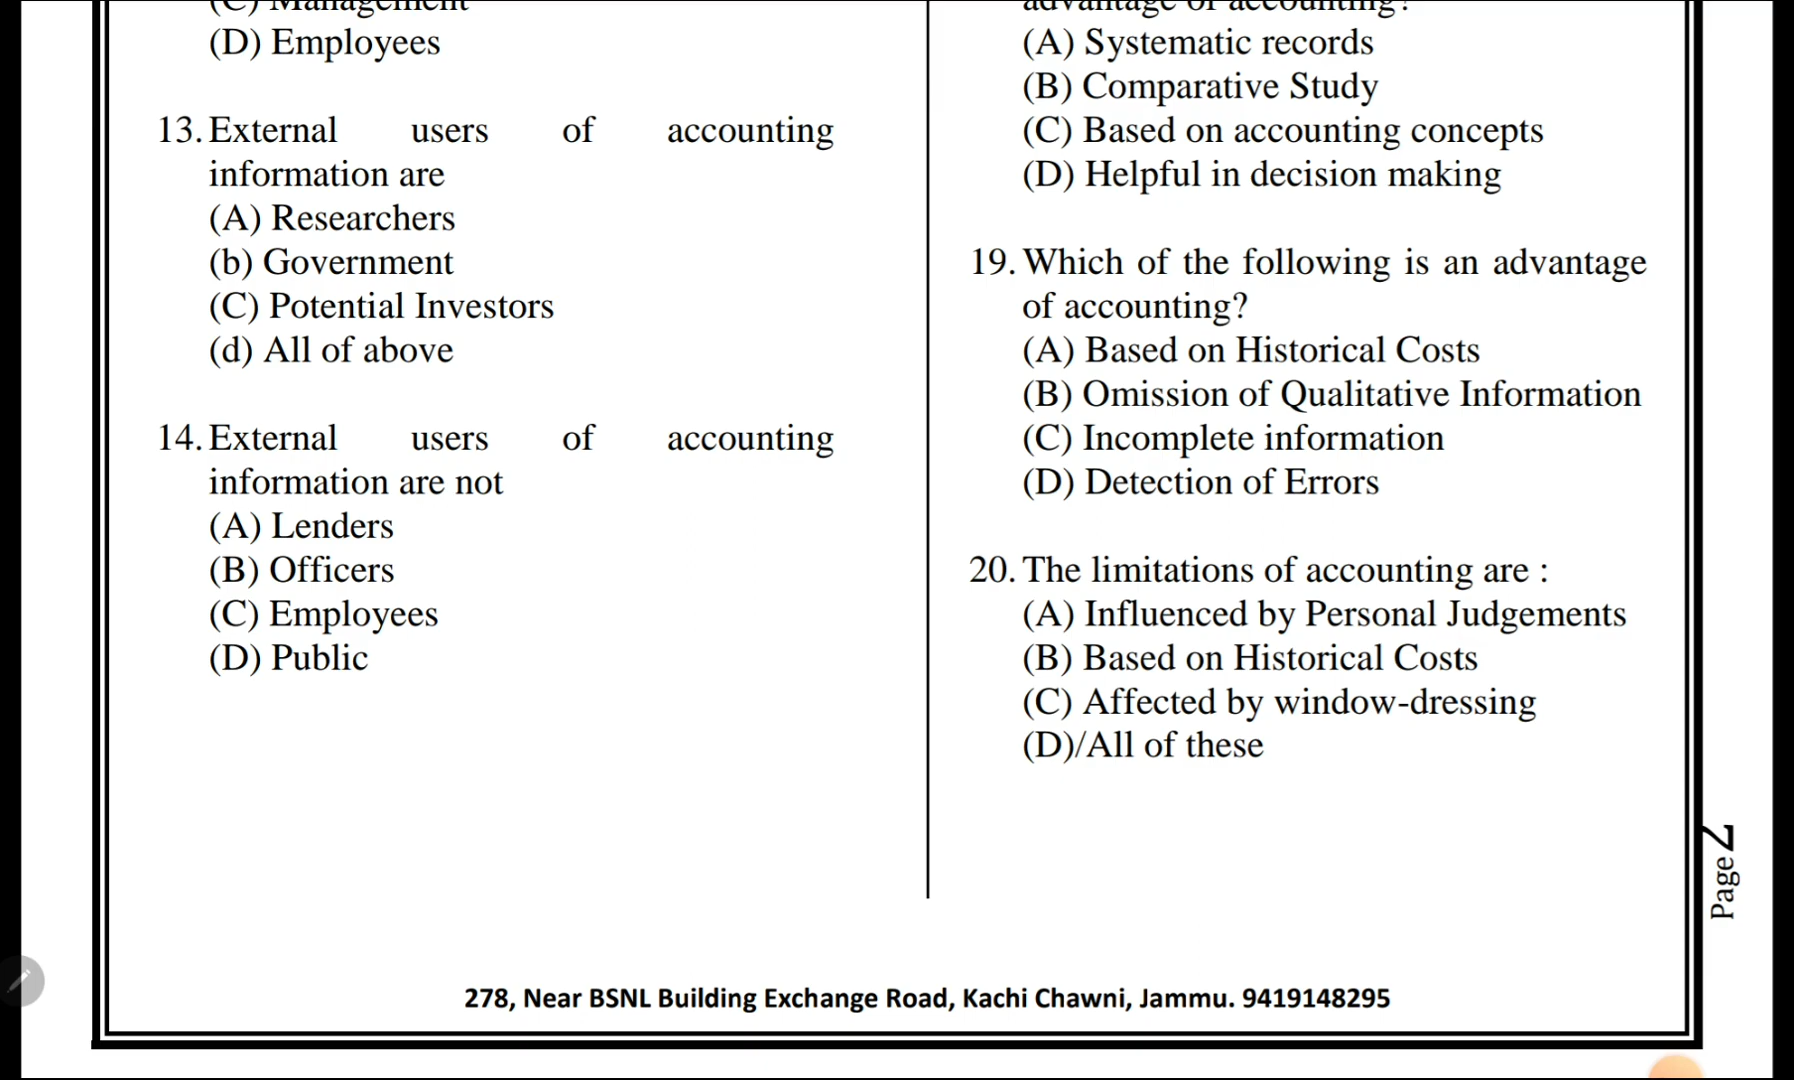 (C) Management
(D) Employees
13. External users of accounting
information are
(A) Researchers
(b) Government
(C) Potential Investors
(d) All of above
14. External users of accounting
information are not
(A) Lenders
(B) Officers
(C) Employees
(D) Public
advantage of accounting?
(A) Systematic records
(B) Comparative Study
(C) Based on accounting concepts
(D) Helpful in decision making
19. Which of the following is an advantage
of accounting?
(A) Based on Historical Costs
(B) Omission of Qualitative Information
(C) Incomplete information
(D) Detection of Errors
20. The limitations of accounting are :
(A) Influenced by Personal Judgements
(B) Based on Historical Costs
(C) Affected by window-dressing
(D)/All of these
Page 2
278, Near BSNL Building Exchange Road, Kachi Chawni, Jammu. 9419148295